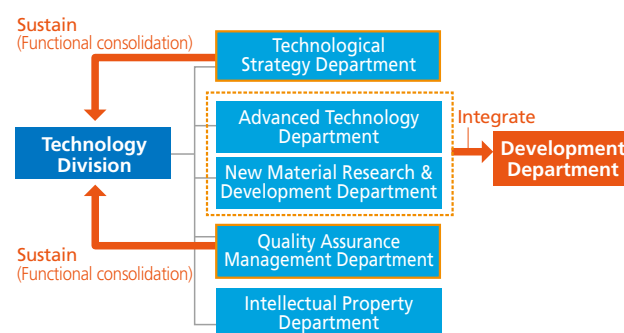 Sustain
(Functional consolidation)
Technological
Strategy Department
Advanced Technology
Department
Integrate
Technology
Division
Development
Department
New Material Research &
Development Department
Quality Assurance
Management Department
Sustain
(Functional consolidation)
Intellectual Property
Department